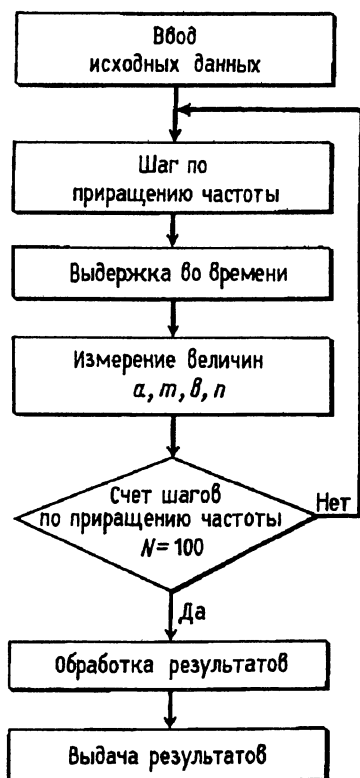 Ввод
исходных данных
Шаг по
приращению частоты
Выдержка во времени
Измерение величин
а, т, в, п
Счет шагов
по приращению частоты
N = 100
Нет
Да
Обработка результатов
Выдача результатов